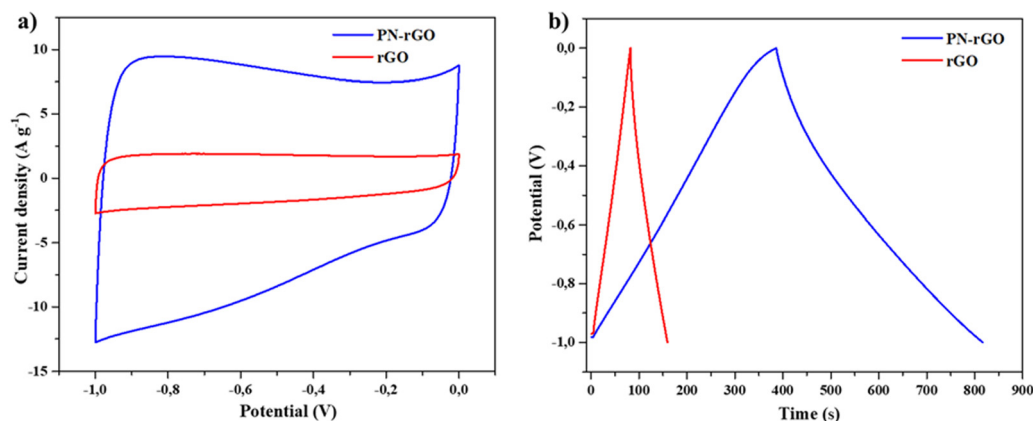 a)
PN-rGO
rGO
10
5
0
-5
-10
-15
-1,0
-0,8
-0,6
-0,4
-0,2
0,0
Current density (A g⁻¹)
Potential (V)
b)
PN-rGO
rGO
0,0
-0,2
-0,4
-0,6
-0,8
-1,0
0
100
200
300
400
500
600
700
800
900
Potential (V)
Time (s)